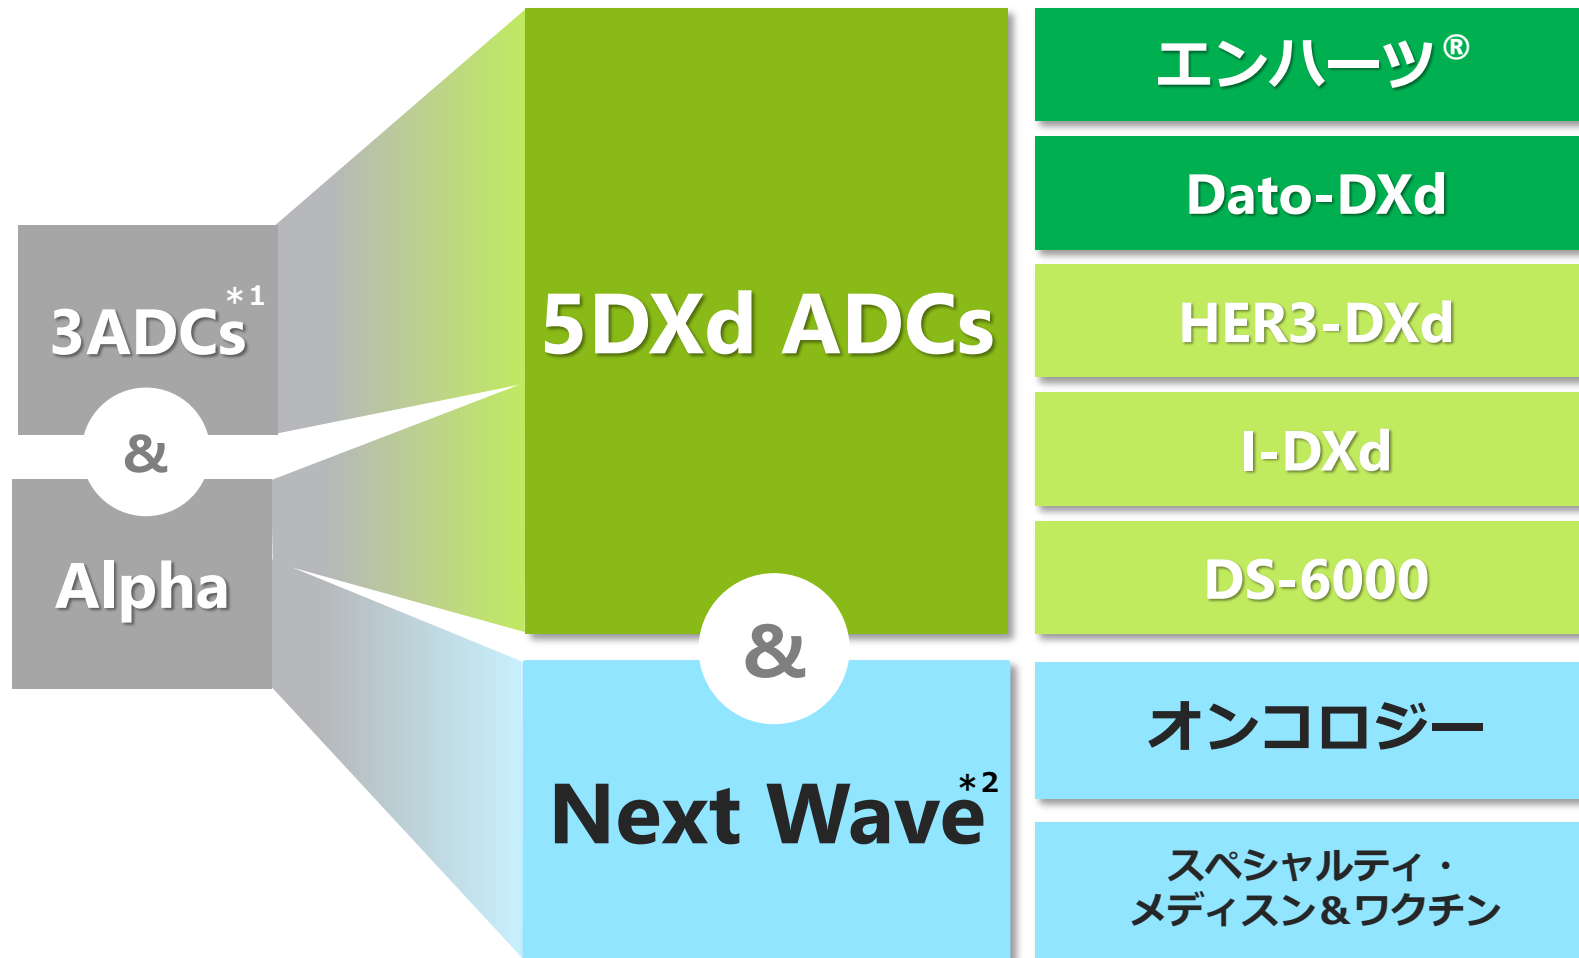 3ADCs＊1
&
Alpha
5DXd ADCs
&
Next Wave＊2
エンハーツ®
Dato-DXd
HER3-DXd
I-DXd
DS-6000
オンコロジー
スペシャルティ・
メディスン＆ワクチン